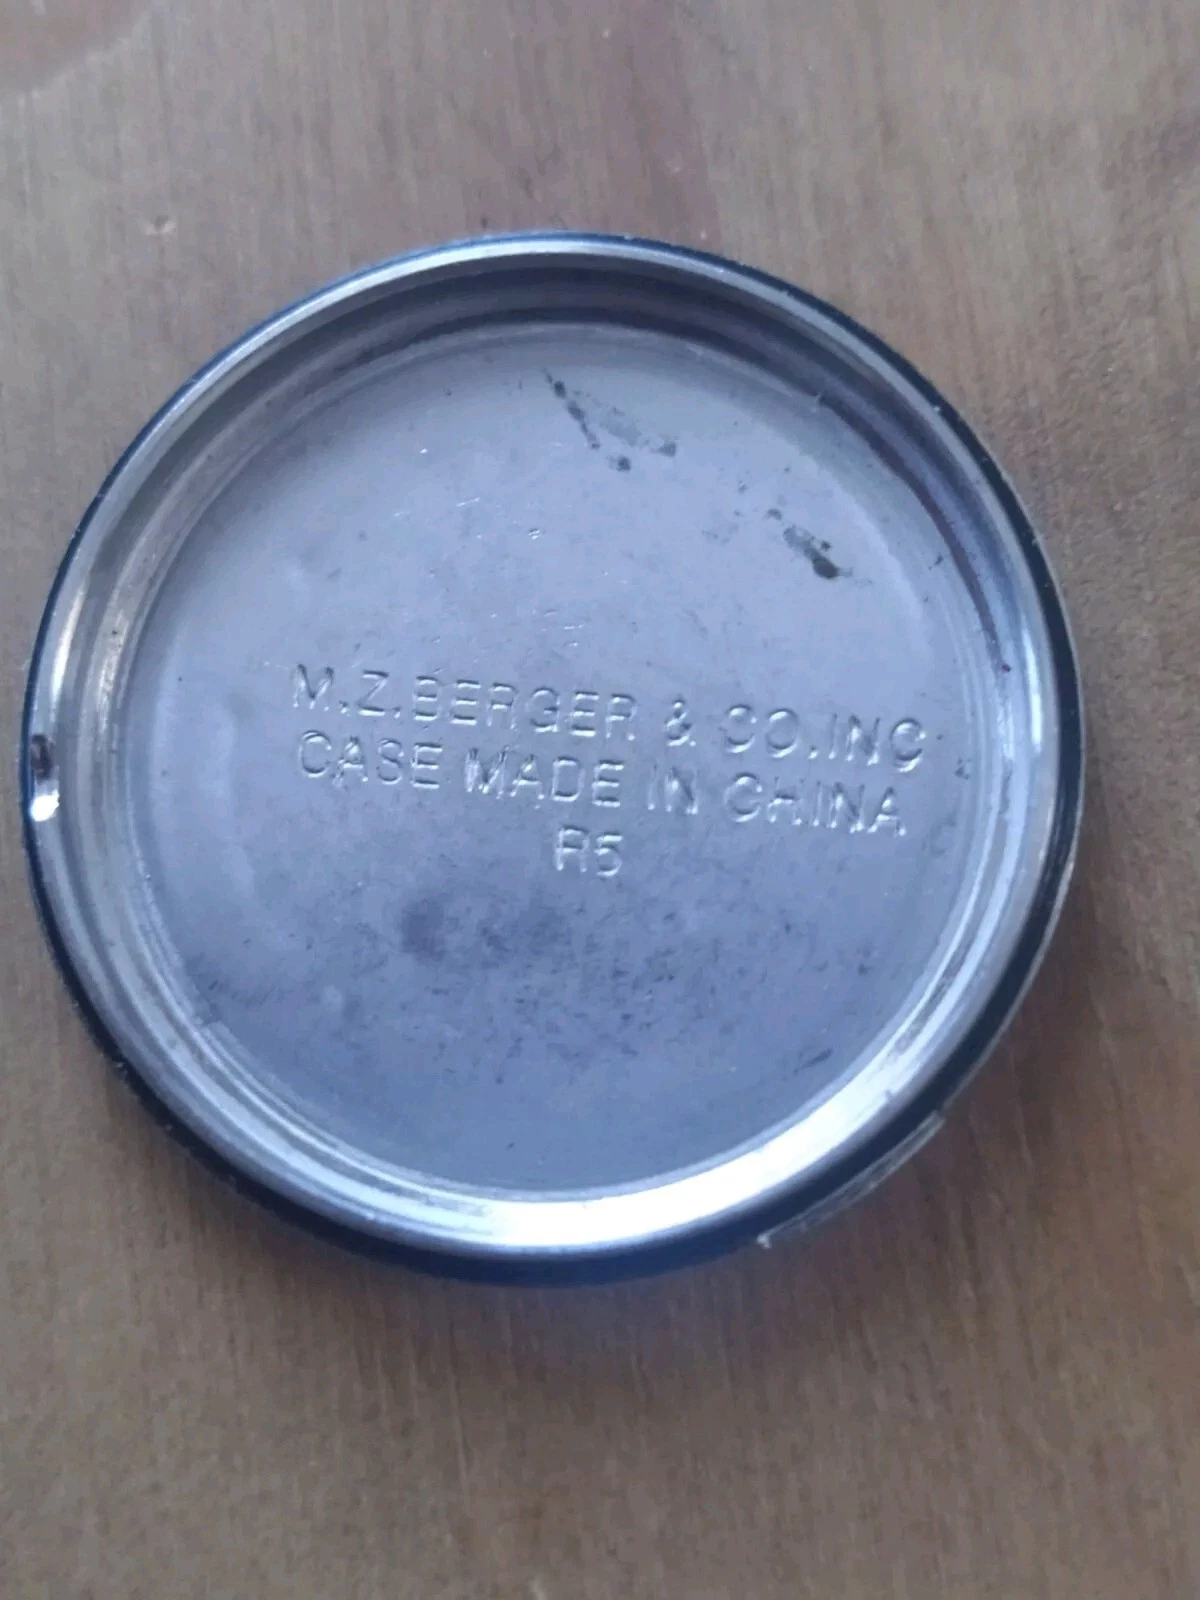 M.Z.BERGER & CO.INC
CASE MADE IN CHINA
R5